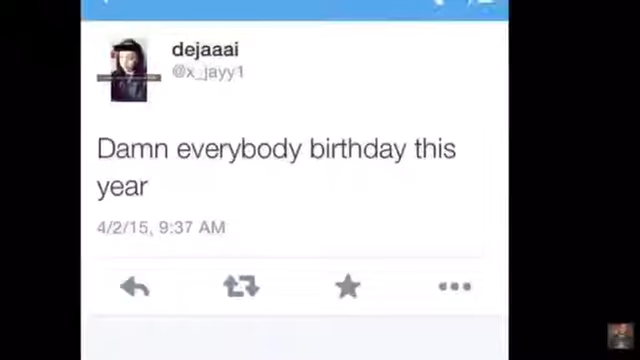 dejaaai
@x_jayy1
Damn everybody birthday this
year
4/2/15, 9:37 AM